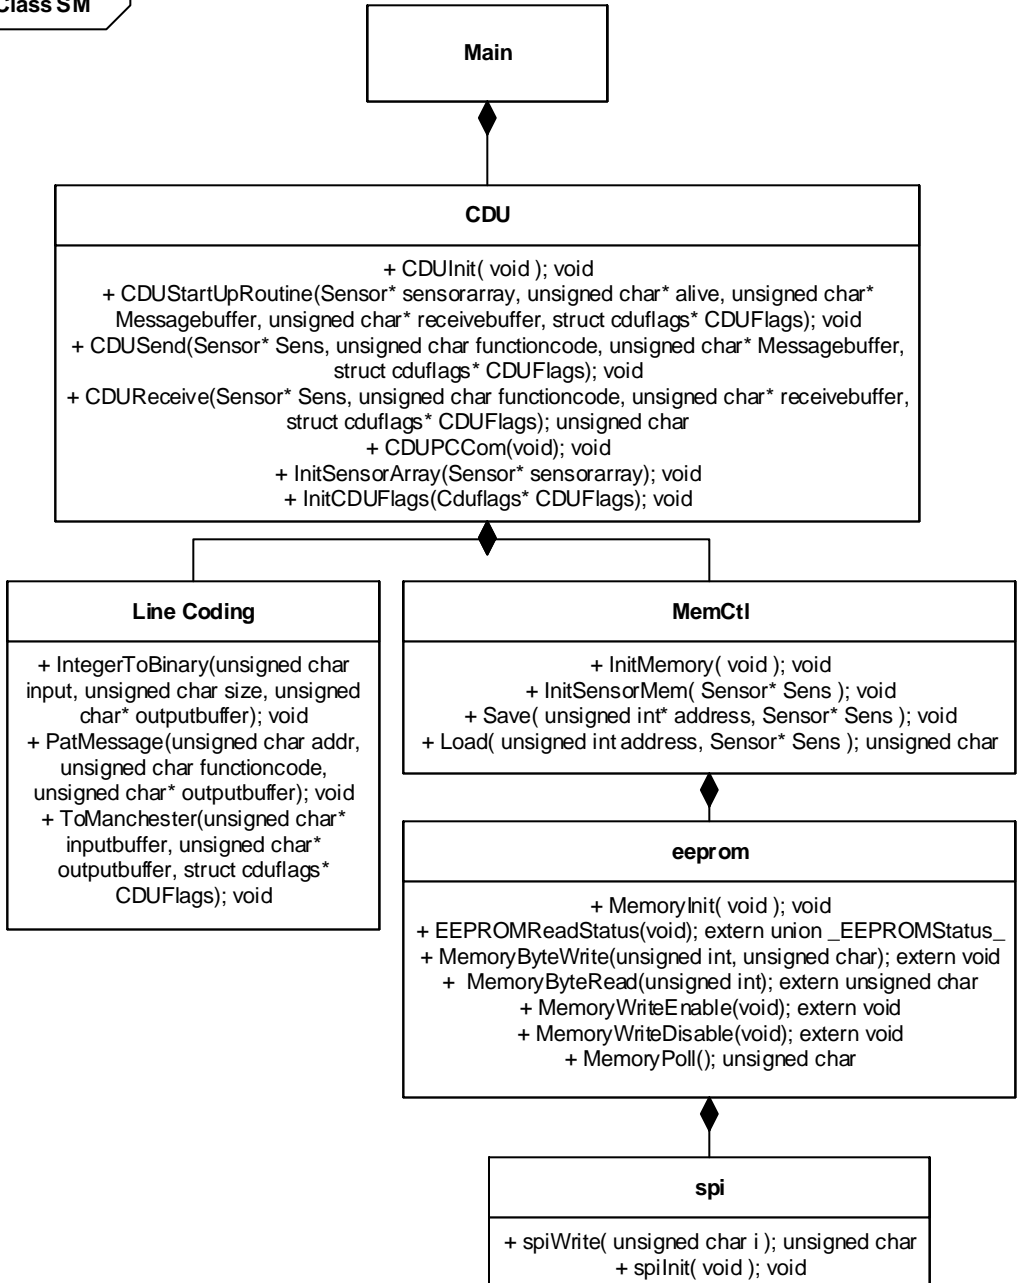 Class SM
Main
CDU
+ CDUInit( void ); void
+ CDUStartUpRoutine(Sensor* sensorarray, unsigned char* alive, unsigned char*
Messagebuffer, unsigned char* receivebuffer, struct cduflags* CDUFlags); void
+ CDUSend(Sensor* Sens, unsigned char functioncode, unsigned char* Messagebuffer,
struct cduflags* CDUFlags); void
+ CDUReceive(Sensor* Sens, unsigned char functioncode, unsigned char* receivebuffer,
struct cduflags* CDUFlags); unsigned char
+ CDUPCCom(void); void
+ InitSensorArray(Sensor* sensorarray); void
+ InitCDUFlags(Cduflags* CDUFlags); void
Line Coding
+ IntegerToBinary(unsigned char
input, unsigned char size, unsigned
char* outputbuffer); void
+ PatMessage(unsigned char addr,
unsigned char functioncode,
unsigned char* outputbuffer); void
+ ToManchester(unsigned char*
inputbuffer, unsigned char*
outputbuffer, struct cduflags*
CDUFlags); void
MemCtl
+ InitMemory( void ); void
+ InitSensorMem( Sensor* Sens ); void
+ Save( unsigned int* address, Sensor* Sens ); void
+ Load( unsigned int address, Sensor* Sens ); unsigned char
eeprom
+ MemoryInit( void ); void
+ EEPROMReadStatus(void); extern union _EEPROMStatus_
+ MemoryByteWrite(unsigned int, unsigned char); extern void
+ MemoryByteRead(unsigned int); extern unsigned char
+ MemoryWriteEnable(void); extern void
+ MemoryWriteDisable(void); extern void
+ MemoryPoll(); unsigned char
spi
+ spiWrite( unsigned char i ); unsigned char
+ spiInit( void ); void